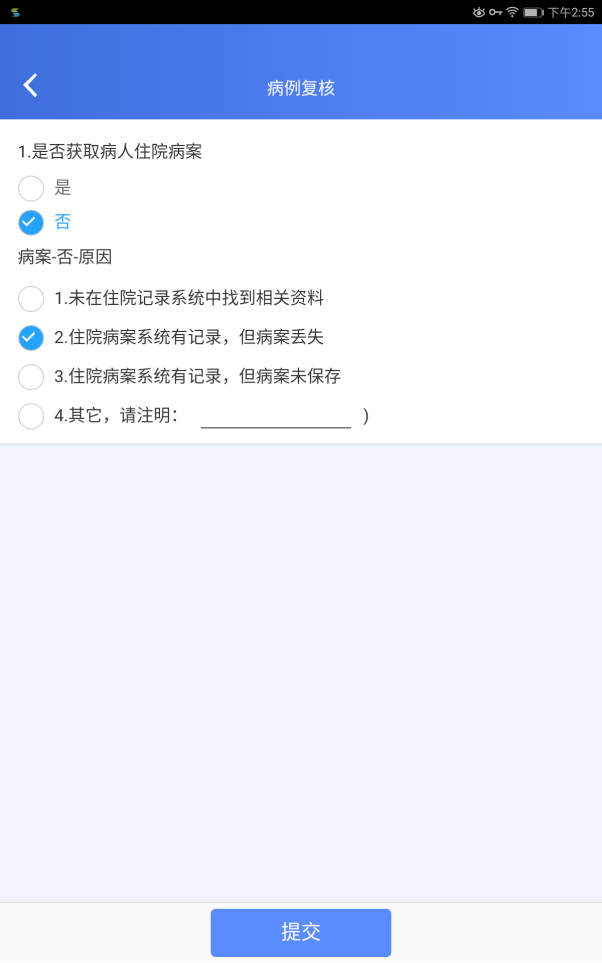 下午2:55
病例复核
1.是否获取病人住院病案
是
否
病案-否-原因
1.未在住院记录系统中找到相关资料
2.住院病案系统有记录，但病案丢失
3.住院病案系统有记录，但病案未保存
4.其它，请注明： )
提交